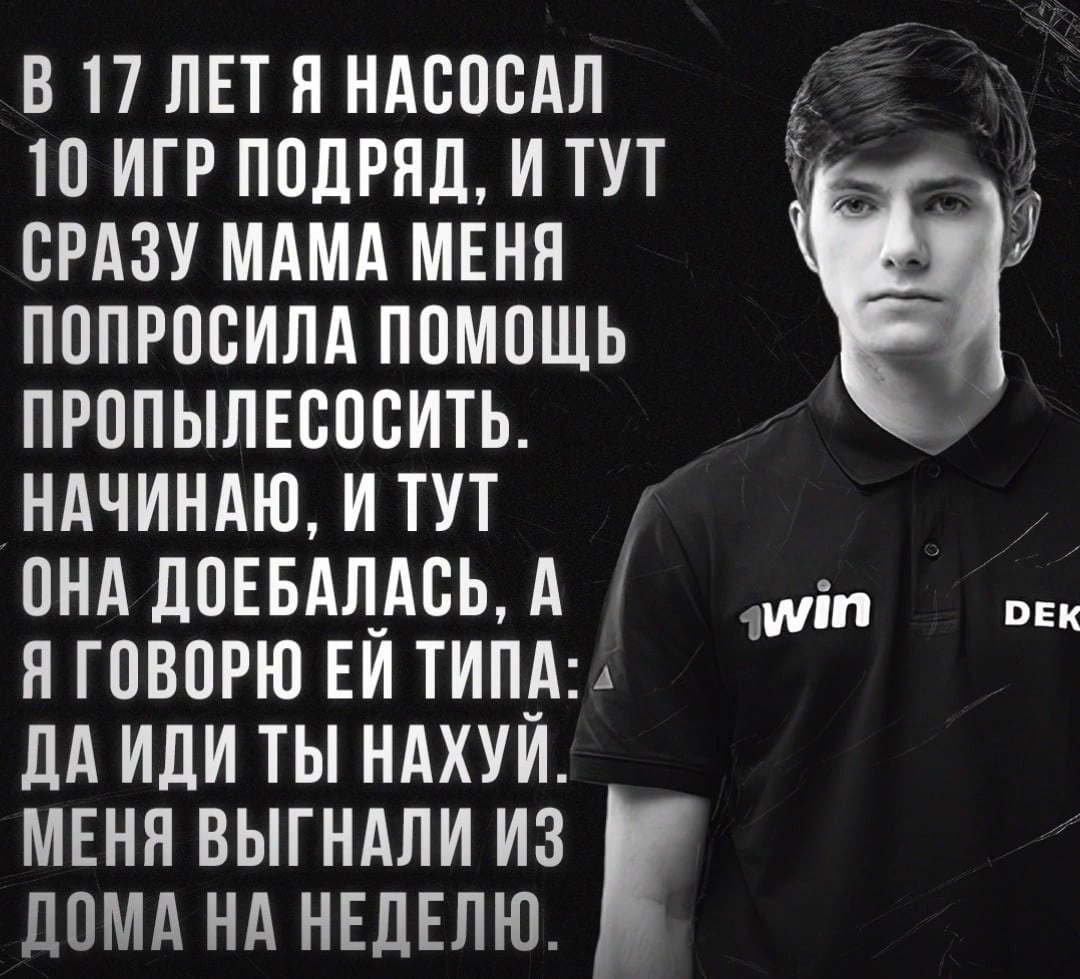 В 17 ЛЕТ Я НАСОСАЛ
10 ИГР ПОДРЯД, И ТУТ
СРАЗУ МАМА МЕНЯ
ПОПРОСИЛА ПОМОЩЬ
ПРОПЫЛЕСОСИТЬ.
НАЧИНАЮ, И ТУТ
ОНА ДОЕБАЛАСЬ, А
Я ГОВОРЮ ЕЙ ТИПА:
ДА ИДИ ТЫ НАХУЙ.
МЕНЯ ВЫГНАЛИ ИЗ
ДОМА НА НЕДЕЛЮ.
1win
DEK